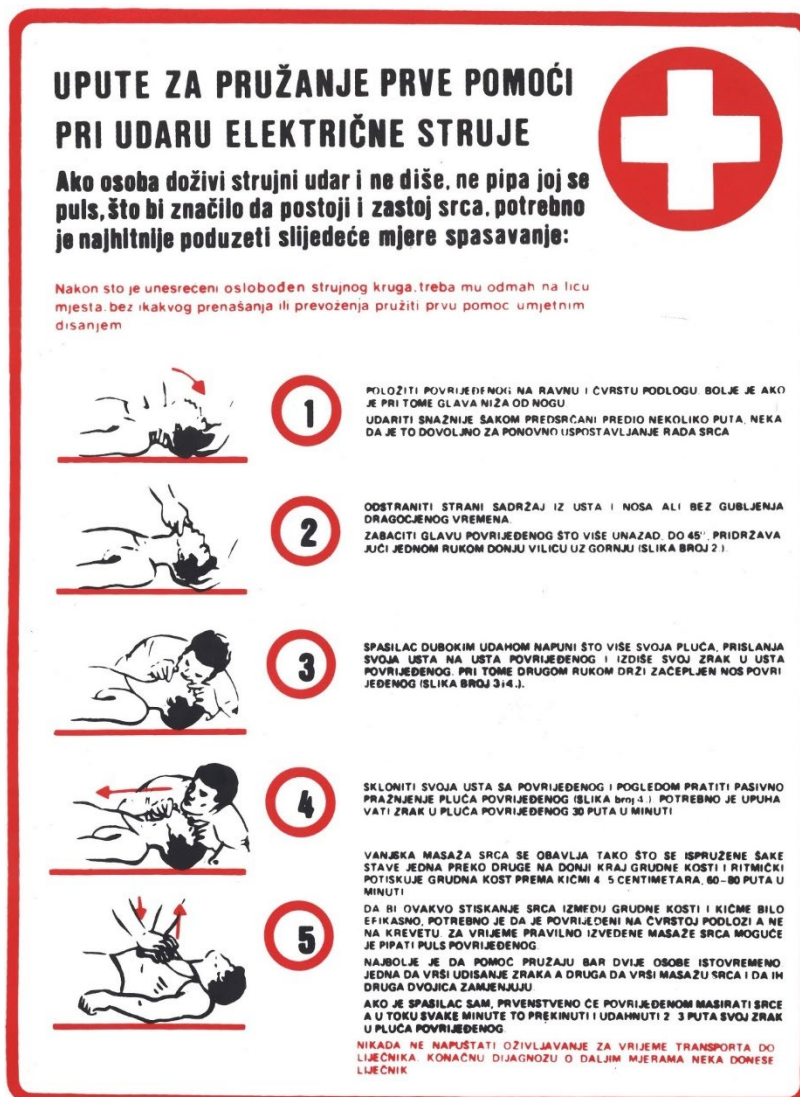 UPUTE ZA PRUŽANJE PRVE POMOĆI
PRI UDARU ELEKTRIČNE STRUJE
Ako osoba doživi strujni udar i ne diše, ne pipa joj se
puls, što bi značilo da postoji i zastoj srca, potrebno
je najhitnije poduzeti slijedeće mjere spasavanje:
Nakon sto je unesreceni oslobođen strujnog kruga, treba mu odmah na licu
mjesta, bez ikakvog prenašanja ili prevoženja pružiti prvu pomoc umjetnim
disanjem
1
POLOŽITI POVRIJEĐENOG NA RAVNU I ČVRSTU PODLOGU. BOLJE JE AKO
JE PRI TOME GLAVA NIŽA OD NOGU
UDARITI SNAŽNIJE ŠAKOM PREDSRČANI PREDIO NEKOLIKO PUTA, NEKA
DA JE TO DOVOLJNO ZA PONOVNO USPOSTAVLJANJE RADA SRCA
2
ODSTRANITI STRANI SADRŽAJ IZ USTA I NOSA ALI BEZ GUBLJENJA
DRAGOCJENOG VREMENA.
ZABACITI GLAVU POVRIJEĐENOG ŠTO VIŠE UNAZAD, DO 45°, PRIDRŽAVA
JUĆI JEDNOM RUKOM DONJU VILICU UZ GORNJU (SLIKA BROJ 2.).
3
SPASILAC DUBOKIM UDAHOM NAPUNI ŠTO VIŠE SVOJA PLUĆA, PRISLANJA
SVOJA USTA NA USTA POVRIJEĐENOG I IZDIŠE SVOJ ZRAK U USTA
POVRIJEĐENOG. PRI TOME DRUGOM RUKOM DRŽI ZAČEPLJEN NOS POVRI
JEĐENOG (SLIKA BROJ 3 i 4.).
4
SKLONITI SVOJA USTA SA POVRIJEĐENOG I POGLEDOM PRATITI PASIVNO
PRAŽNJENJE PLUĆA POVRIJEĐENOG (SLIKA broj 4.) POTREBNO JE UPUHA
VATI ZRAK U PLUĆA POVRIJEĐENOG 30 PUTA U MINUTI
5
VANJSKA MASAŽA SRCA SE OBAVLJA TAKO ŠTO SE ISPRUŽENE ŠAKE
STAVE JEDNA PREKO DRUGE NA DONJI KRAJ GRUDNE KOSTI I RITMIČKI
POTISKUJE GRUDNA KOST PREMA KIČMI 4 5 CENTIMETARA, 60–80 PUTA U
MINUTI
DA BI OVAKVO STISKANJE SRCA IZMEĐU GRUDNE KOSTI I KIČME BILO
EFIKASNO, POTREBNO JE DA JE POVRIJEĐENI NA ČVRSTOJ PODLOZI A NE
NA KREVETU. ZA VRIJEME PRAVILNO IZVEDENE MASAŽE SRCA MOGUĆE
JE PIPATI PULS POVRIJEĐENOG.
NAJBOLJE JE DA POMOĆ PRUŽAJU BAR DVIJE OSOBE ISTOVREMENO
JEDNA DA VRŠI UDISANJE ZRAKA A DRUGA DA VRŠI MASAŽU SRCA I DA IH
DRUGA DVOJICA ZAMJENJUJU
AKO JE SPASILAC SAM, PRVENSTVENO ĆE POVRIJEĐENOM MASIRATI SRCE
A U TOKU SVAKE MINUTE TO PREKINUTI I UDAHNUTI 2 3 PUTA SVOJ ZRAK
U PLUĆA POVRIJEĐENOG
NIKADA NE NAPUŠTATI OŽIVLJAVANJE ZA VRIJEME TRANSPORTA DO
LIJEČNIKA. KONAČNU DIJAGNOZU O DALJIM MJERAMA NEKA DONESE
LIJEČNIK